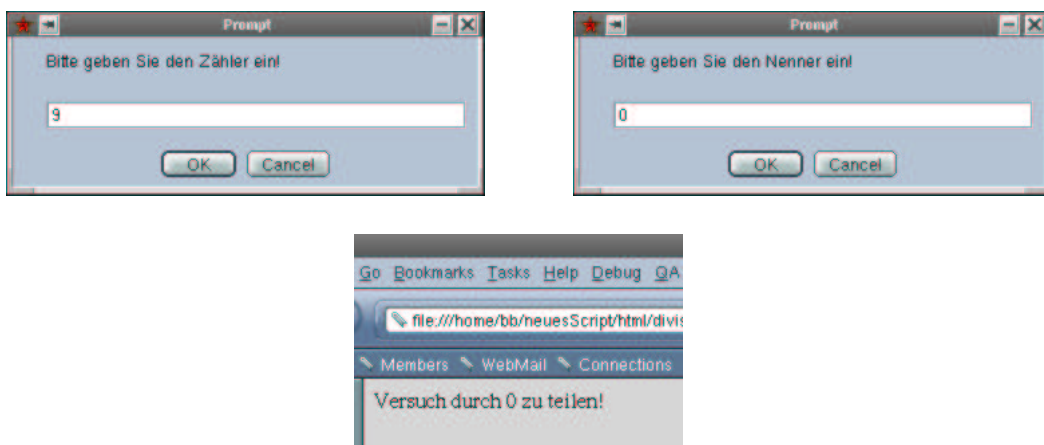 Prompt
Bitte geben Sie den Zähler ein!
9
OK Cancel
Prompt
Bitte geben Sie den Nenner ein!
0
OK Cancel
Go Bookmarks Tasks Help Debug QA
file:///home/bb/neuesScript/html/divis
Members WebMail Connections
Versuch durch 0 zu teilen!